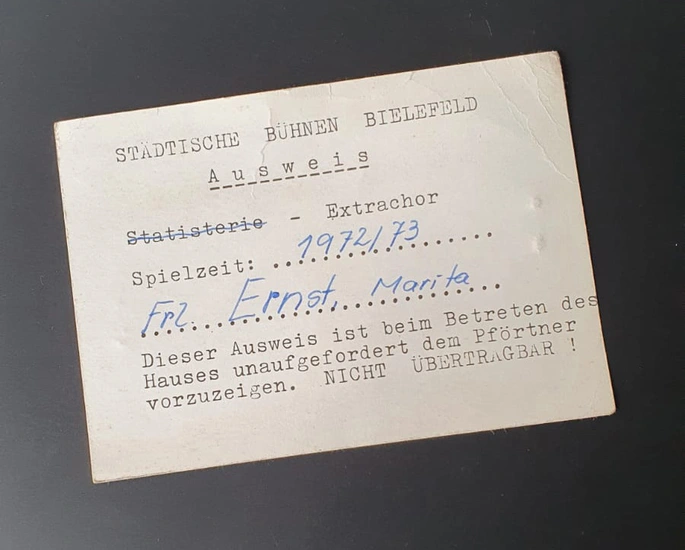 STÄDTISCHE BÜHNEN BIELEFELD
A u s w e i s
Statisterie - Extrachor
Spielzeit: 1972/73
Frl. Ernst, Marita
Dieser Ausweis ist beim Betreten des
Hauses unaufgefordert dem Pförtner
vorzuzeigen. NICHT ÜBERTRAGBAR !